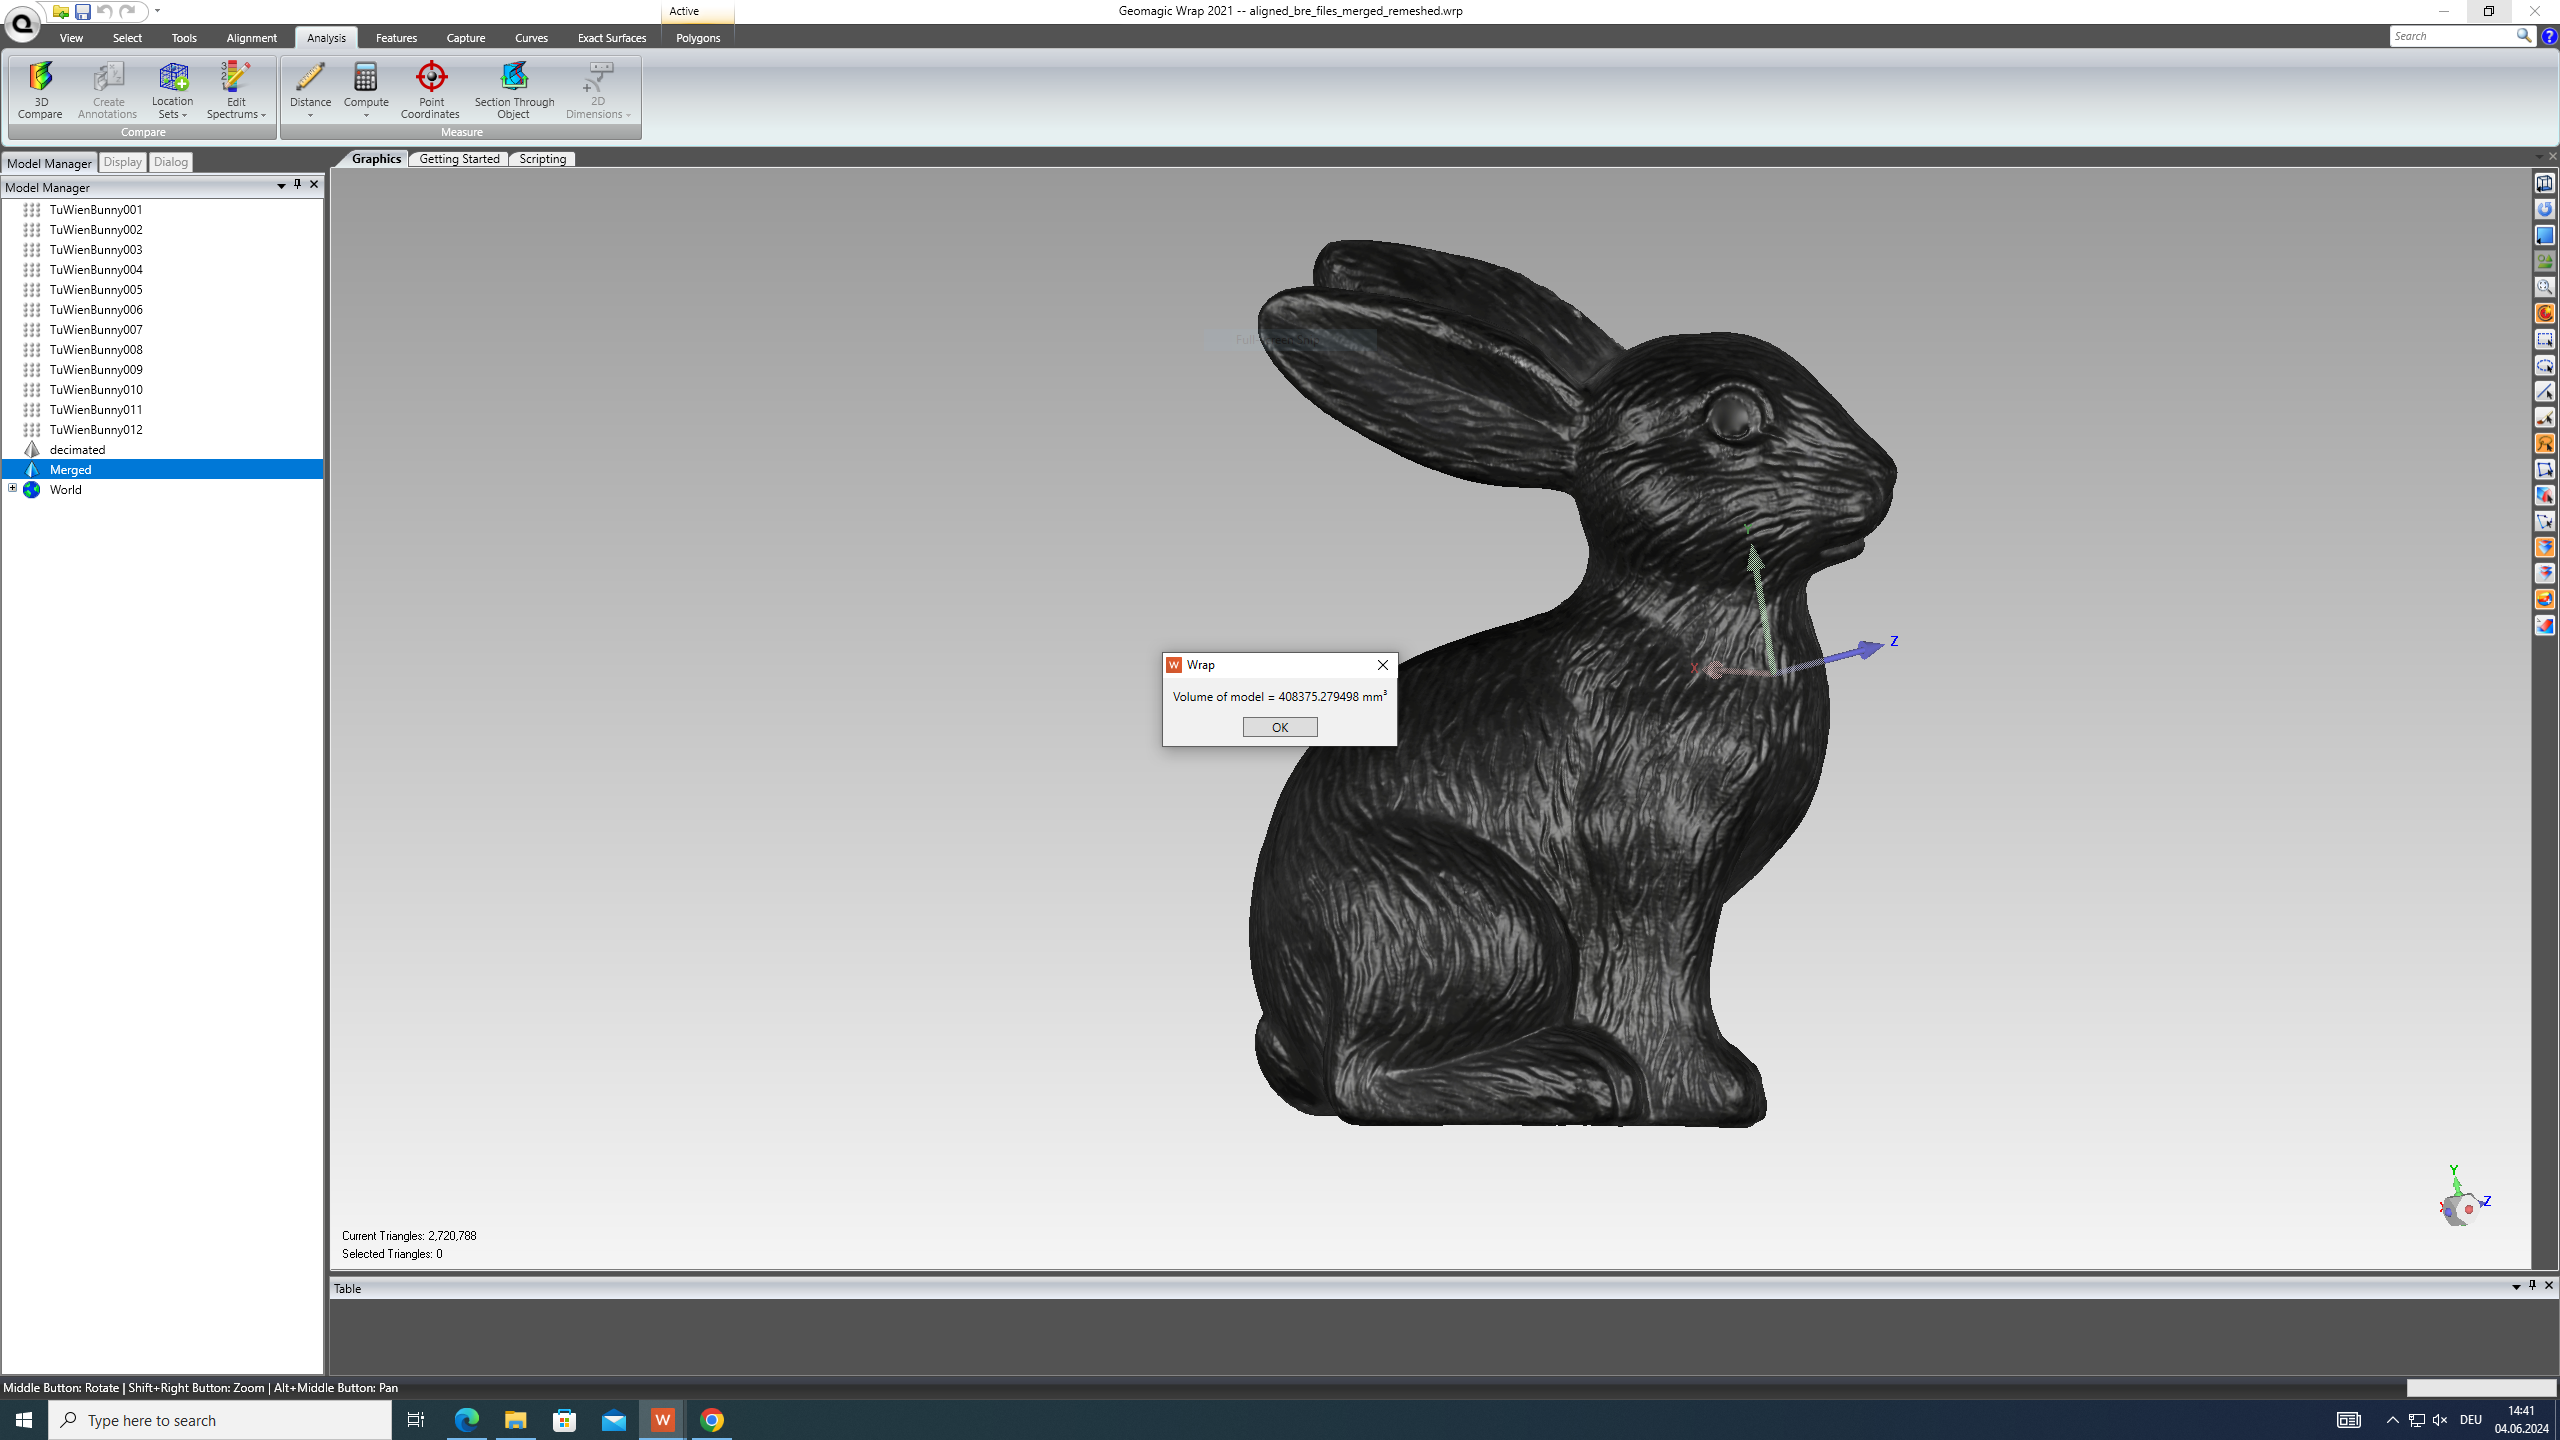 Active
Geomagic Wrap 2021 -- aligned_bre_files_merged_remeshed.wrp
View Select Tools Alignment Analysis Features Capture Curves Exact Surfaces Polygons
Search
3D Compare
Create Annotations
Location Sets
Edit Spectrums
Distance
Compute
Point Coordinates
Section Through Object
2D Dimensions
Compare
Measure
Model Manager Display Dialog
Graphics Getting Started Scripting
Model Manager
TuWienBunny001
TuWienBunny002
TuWienBunny003
TuWienBunny004
TuWienBunny005
TuWienBunny006
TuWienBunny007
TuWienBunny008
TuWienBunny009
TuWienBunny010
TuWienBunny011
TuWienBunny012
decimated
Merged
World
Y
X
Z
W Wrap
Volume of model = 408375.279498 mm³
OK
Y
X
Z
Current Triangles: 2,720,788
Selected Triangles: 0
Table
Middle Button: Rotate | Shift+Right Button: Zoom | Alt+Middle Button: Pan
Type here to search
W
DEU
14:41
04.06.2024